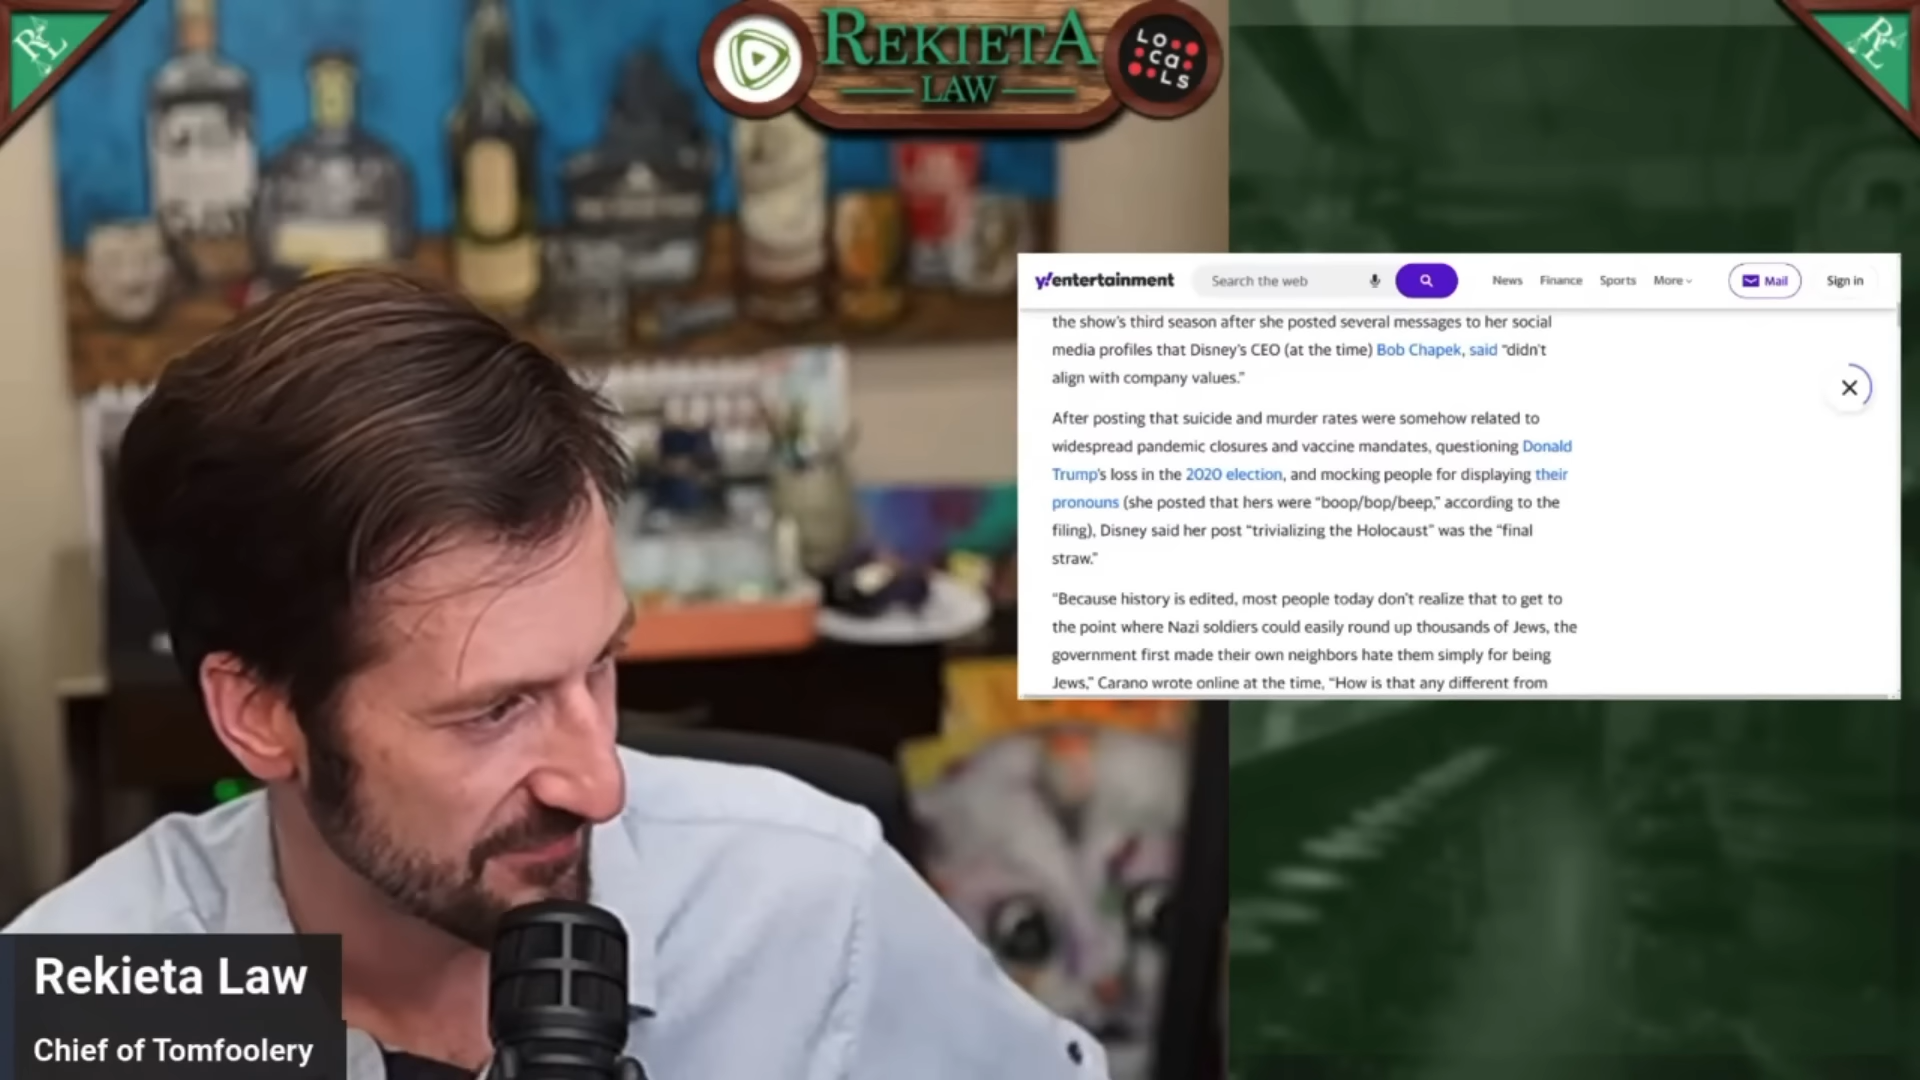 REKIETA
LAW
LOCALS
y!entertainment
Search the web
News
Finance
Sports
More
Mail
Sign in
the show's third season after she posted several messages to her social
media profiles that Disney's CEO (at the time) Bob Chapek, said “didn't
align with company values.”
After posting that suicide and murder rates were somehow related to
widespread pandemic closures and vaccine mandates, questioning Donald
Trump's loss in the 2020 election, and mocking people for displaying their
pronouns (she posted that hers were “boop/bop/beep,” according to the
filing), Disney said her post “trivializing the Holocaust” was the “final
straw.”
“Because history is edited, most people today don't realize that to get to
the point where Nazi soldiers could easily round up thousands of Jews, the
government first made their own neighbors hate them simply for being
Jews,” Carano wrote online at the time, “How is that any different from
Rekieta Law
Chief of Tomfoolery